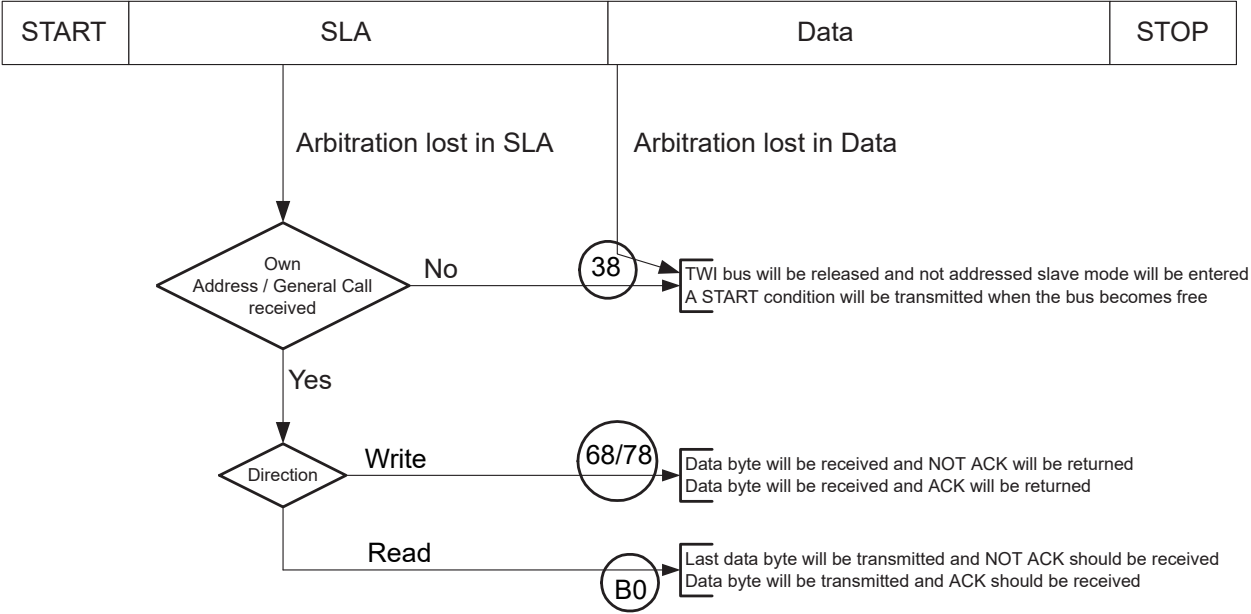 START SLA Data STOP
Arbitration lost in SLA Arbitration lost in Data
Own
Address / General Call
received
No
38
TWI bus will be released and not addressed slave mode will be entered
A START condition will be transmitted when the bus becomes free
Yes
Direction
Write
68/78
Data byte will be received and NOT ACK will be returned
Data byte will be received and ACK will be returned
Read
B0
Last data byte will be transmitted and NOT ACK should be received
Data byte will be transmitted and ACK should be received